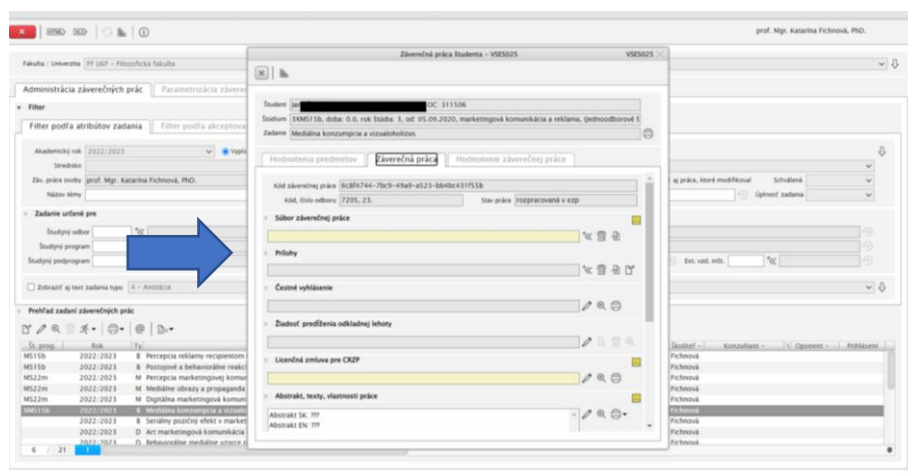 prof. Mgr. Katarína Fichnová, PhD.
Záverečná práca študenta - VSES025
VSES025
Fakulta / Univerzita
FF UKF - Filozofická fakulta
Administrácia záverečných prác
Parametrizácia závere
Študent
OC 311506
Filter
Štúdium
IXMS15b, doba: 0.0, rok štúdia: 3, od: 05.09.2020, marketingová komunikácia a reklama, (jednoodborové š
Filter podľa atribútov zadania
Filter podľa akceptova
Zadanie
Mediálna konzumpcia a vizualoholizus
Akademický rok
2022/2023
Hodnotenia predmetov
Záverečná práca
Hodnotenie záverečnej práce
Stredisko
Záv. práce osoby
prof. Mgr. Katarína Fichnová, PhD.
Kód záverečnej práce
6c8f4744-7bc9-49a9-a523-bb4bc431f55b
aj práce, ktoré modifikoval
Schválená
Názov témy
Kód, číslo odboru
7205, 23.
Stav práce
rozpracovaná v ezp
Úplnosť zadania
Zadanie určené pre
Súbor záverečnej práce
Študijný odbor
Študijný program
Prílohy
Študijný podprogram
Ext. vzd. inšt.
Čestné vyhlásenie
Zobraziť aj text zadania typu
4 - Anotácia
Prehľad zadaní záverečných prác
Žiadosť predĺženia odkladnej lehoty
Št. prog.
Rok
Ty
Licenčná zmluva pre CRZP
Školiteľ
Konzultant
Oponent
Prihlásení
MS15b 2022/2023 B Percepcia reklamy recipientom
Fichnová
MS15b 2022/2023 B Postojové a behaviorálne reakc
Fichnová
MS22m 2022/2023 M Percepcia marketingovej komu
Fichnová
MS22m 2022/2023 M Mediálne obrazy a propaganda
Abstrakt, texty, vlastnosti práce
Fichnová
MS22m 2022/2023 M Digitálna marketingová komuni
Fichnová
XMS15b 2022/2023 B Mediálna konzumpcia a vizualo
Abstrakt SK: ???
Fichnová
2022/2023 B Seriálny pozičný efekt v market
Abstrakt EN: ???
Fichnová
2022/2023 D Art marketingová komunikácia
Fichnová
2022/2023 D Behaviorálne mediálne vzorce
Fichnová
6 / 21
1